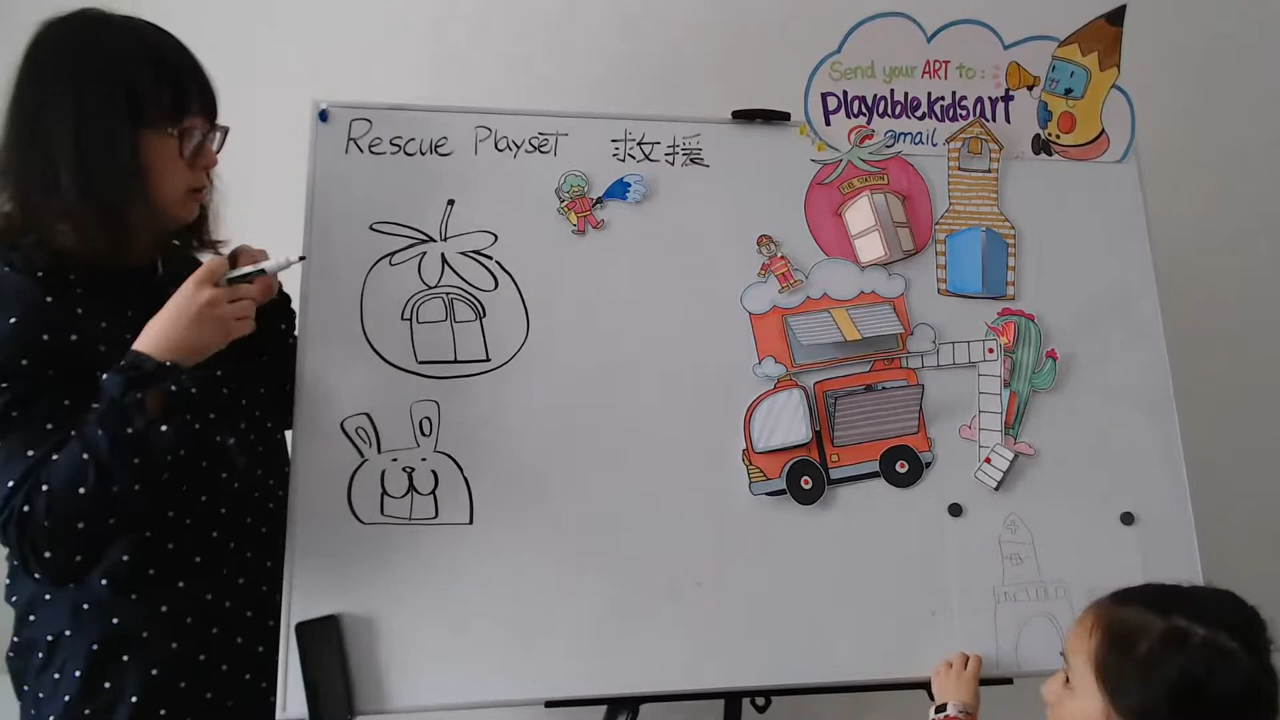 Rescue Playset 救援
Send your ART to:
Playablekidsart
gmail.
FIRE STATION